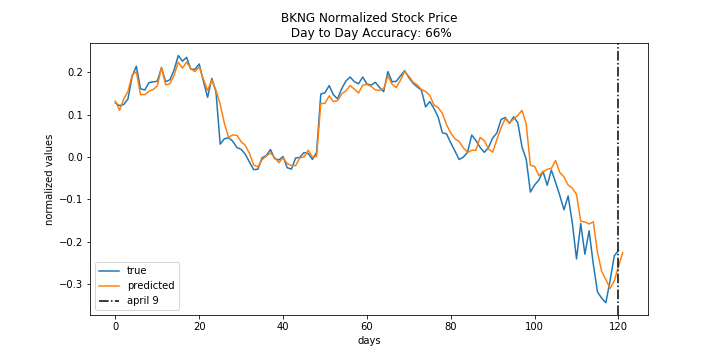 BKNG Normalized Stock Price
Day to Day Accuracy: 66%
normalized values
0.2
0.1
0.0
−0.1
−0.2
−0.3
true
predicted
april 9
0 20 40 60 80 100 120
days